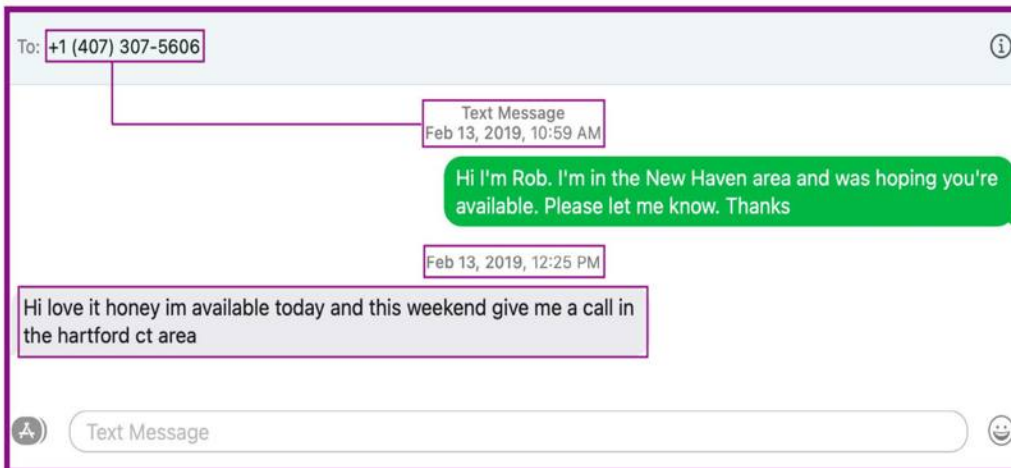 To: +1 (407) 307-5606
Text Message
Feb 13, 2019, 10:59 AM
Hi I'm Rob. I'm in the New Haven area and was hoping you're
available. Please let me know. Thanks
Feb 13, 2019, 12:25 PM
Hi love it honey im available today and this weekend give me a call in
the hartford ct area
Text Message